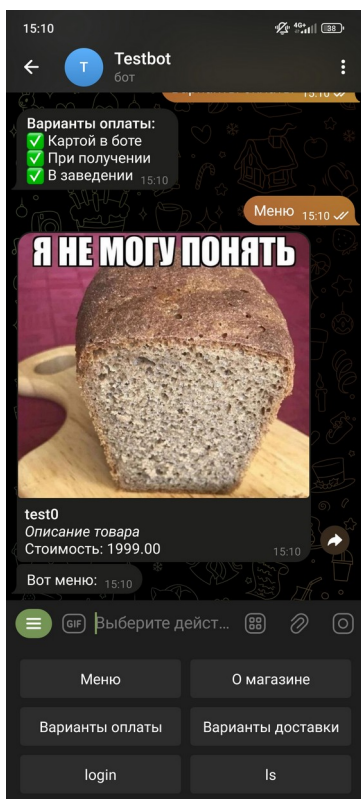 15:10
4G+
38
T
Testbot
бот
15:10
Варианты оплаты:
✅ Картой в боте
✅ При получении
✅ В заведении 15:10
Меню 15:10
Я НЕ МОГУ ПОНЯТЬ
test0
Описание товара
Стоимость: 1999.00
15:10
Вот меню: 15:10
GIF
Выберите дейст...
Меню
О магазине
Варианты оплаты
Варианты доставки
login
ls